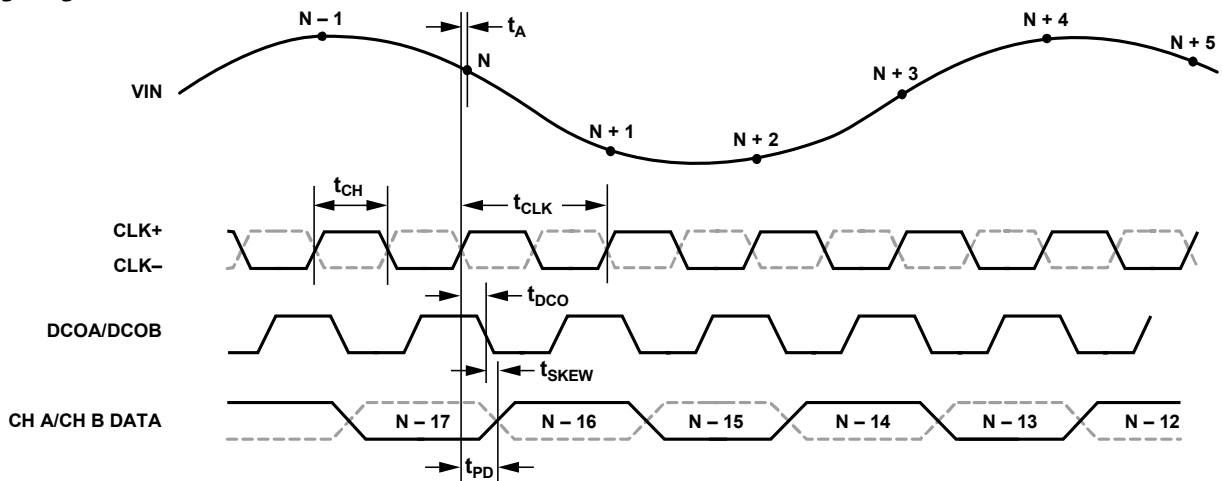 N – 1
tA
N
N + 4
N + 5
N + 3
VIN
N + 1
N + 2
tCH
tCLK
CLK+
CLK–
tDCO
DCOA/DCOB
tSKEW
CH A/CH B DATA
N – 17
N – 16
N – 15
N – 14
N – 13
N – 12
tPD